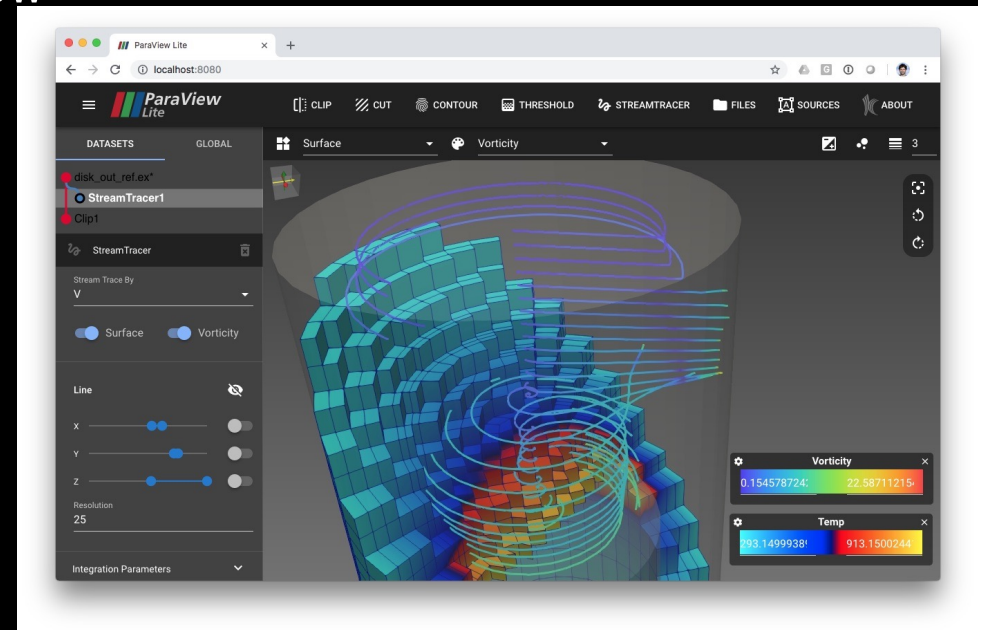 ParaView Lite
localhost:8080
ParaView
Lite
CLIP
CUT
CONTOUR
THRESHOLD
STREAMTRACER
FILES
SOURCES
ABOUT
DATASETS
GLOBAL
Surface
Vorticity
3
disk_out_ref.ex*
StreamTracer1
Clip1
StreamTracer
Stream Trace By
V
Surface
Vorticity
Line
X
Y
Z
Resolution
25
Integration Parameters
Vorticity
0.154578724
22.58711215
Temp
293.1499938
913.1500244